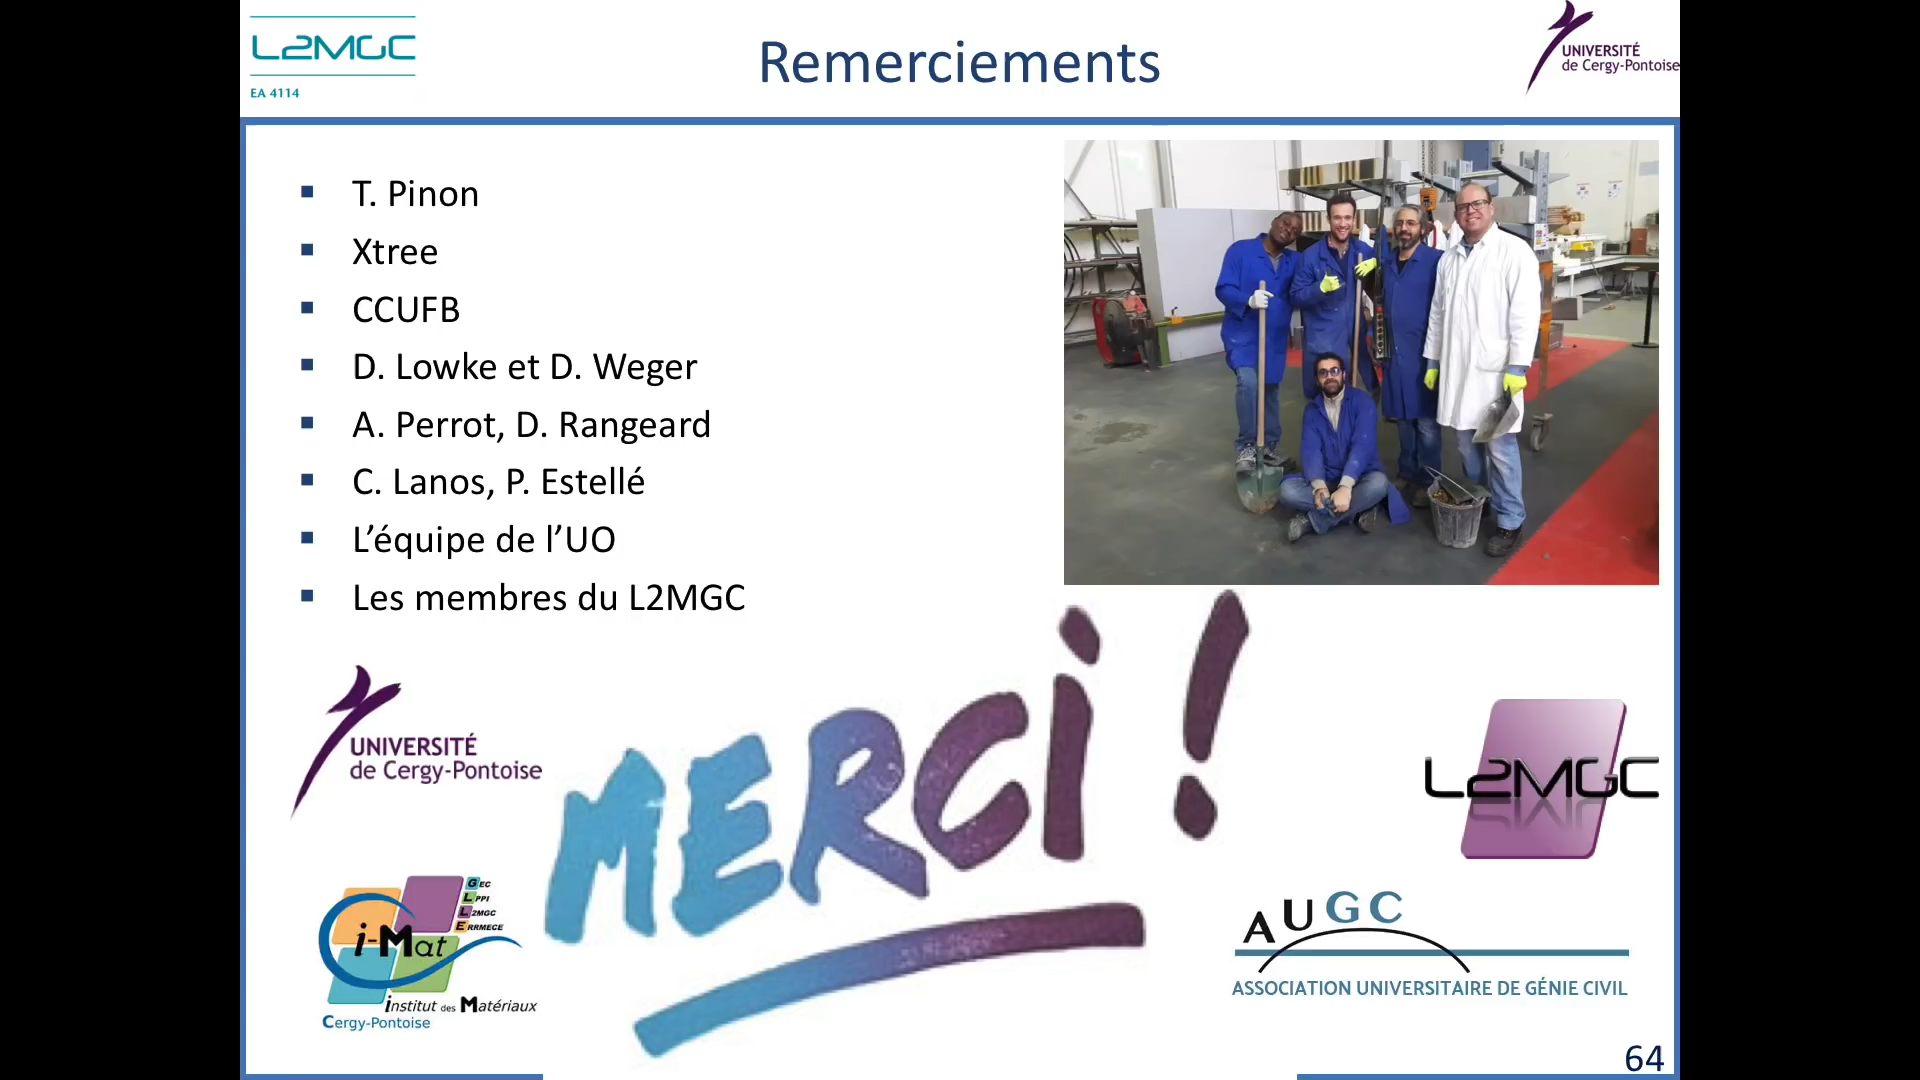 L2MGC
EA 4114
Remerciements
UNIVERSITÉ
de Cergy-Pontoise
T. Pinon
Xtree
CCUFB
D. Lowke et D. Weger
A. Perrot, D. Rangeard
C. Lanos, P. Estellé
L’équipe de l’UO
Les membres du L2MGC
MERCI !
UNIVERSITÉ
de Cergy-Pontoise
L2MGC
GEC
LPPI
L2MGC
ERRMECE
i-Mat
institut des Matériaux
Cergy-Pontoise
AUGC
ASSOCIATION UNIVERSITAIRE DE GÉNIE CIVIL
64